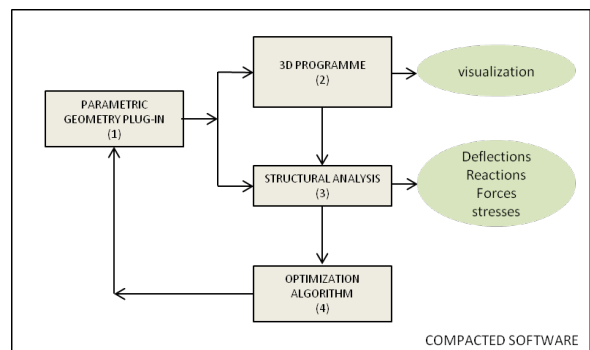 3D PROGRAMME
(2)
visualization
PARAMETRIC
GEOMETRY PLUG-IN
(1)
STRUCTURAL ANALYSIS
(3)
Deflections
Reactions
Forces
stresses
OPTIMIZATION
ALGORITHM
(4)
COMPACTED SOFTWARE